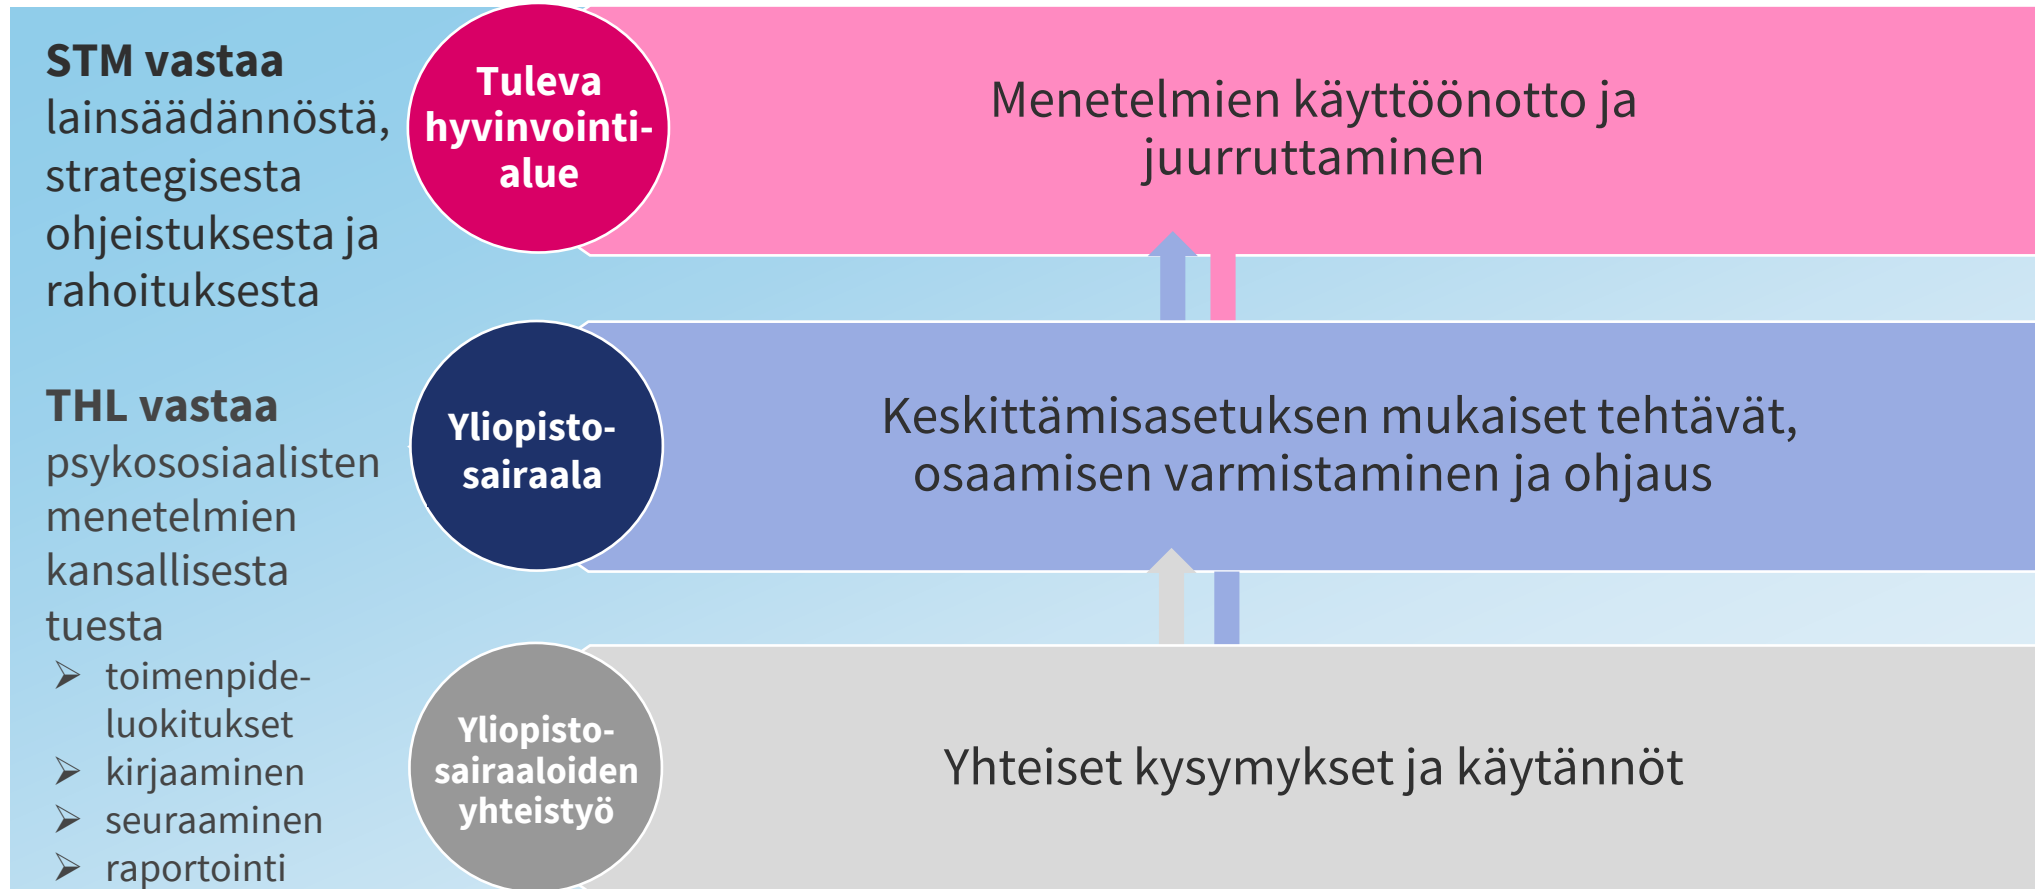 STM vastaa
lainsäädännöstä,
strategisesta
ohjeistuksesta ja
rahoituksesta
THL vastaa
psykososiaalisten
menetelmien
kansallisesta
tuesta
➢ toimenpide-
luokitukset
➢ kirjaaminen
➢ seuraaminen
➢ raportointi
Tuleva
hyvinvointi-
alue
Menetelmien käyttöönotto ja
juurruttaminen
Yliopisto-
sairaala
Keskittämisasetuksen mukaiset tehtävät,
osaamisen varmistaminen ja ohjaus
Yliopisto-
sairaaloiden
yhteistyö
Yhteiset kysymykset ja käytännöt